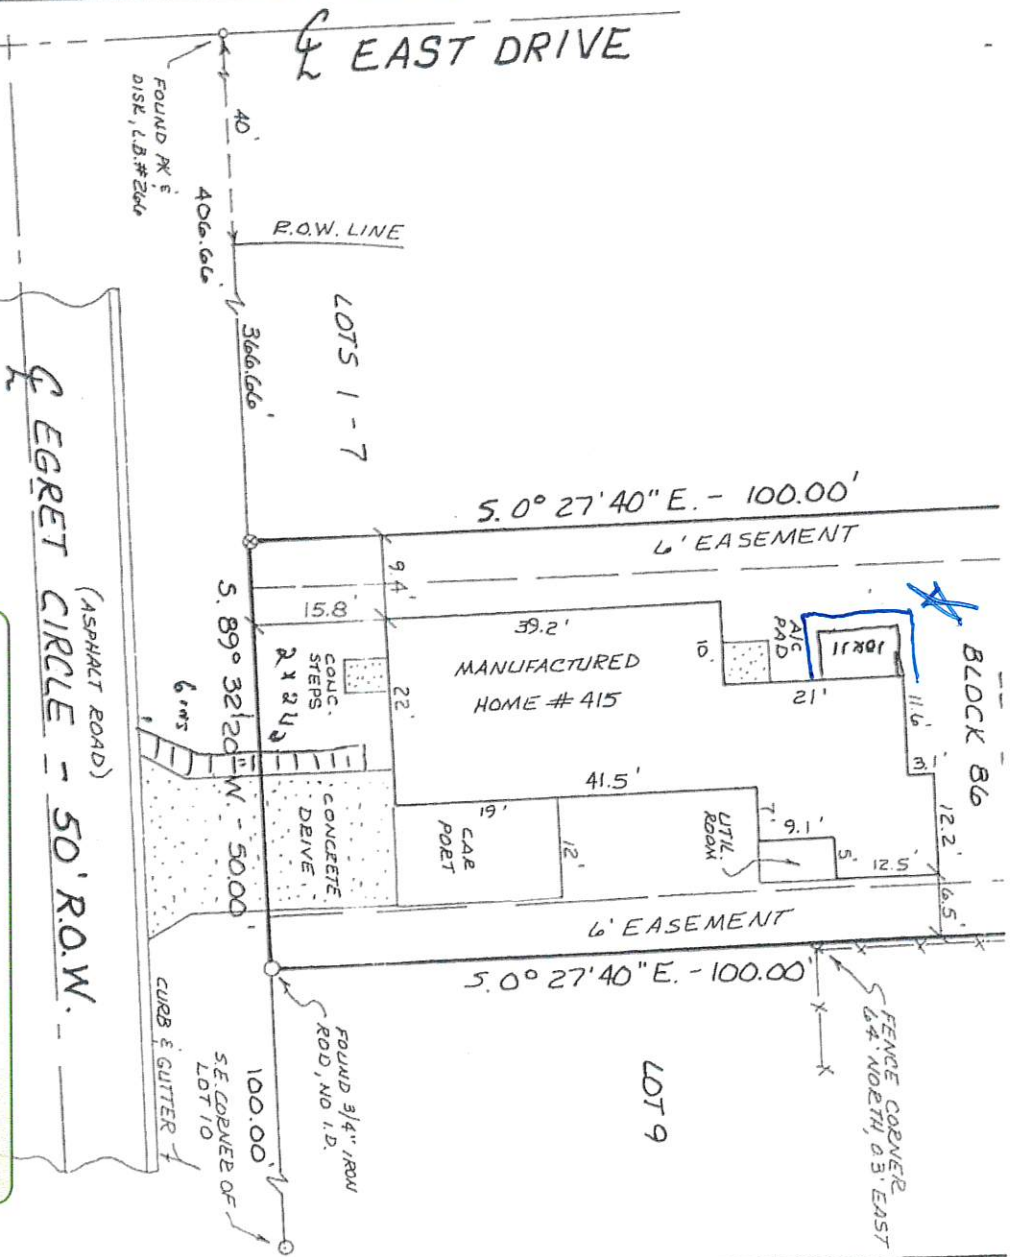 ℄ EAST DRIVE
FOUND PK &
DISK, L.B.#266
40'
406.66'
R.O.W. LINE
366.66'
LOTS 1 - 7
S. 0° 27' 40" E. - 100.00'
6' EASEMENT
9.4'
15.8'
39.2'
MANUFACTURED
HOME # 415
10'
A/C
PAD
10X11
21'
11.6'
3.1'
BLOCK 86
12.2'
CONC.
STEPS
22'
2 x 24
S. 89° 32' 20" W. - 50.00'
6 ins
CONCRETE
DRIVE
41.5'
19'
CAR
PORT
12'
UTIL.
ROOM
7'
9.1'
5'
12.5'
6.5'
6' EASEMENT
S. 0° 27' 40" E. - 100.00'
℄ EGRET CIRCLE - 50' R.O.W.
(ASPHALT ROAD)
CURB & GUTTER
FOUND 3/4" IRON
ROD, NO I.D.
100.00'
S.E. CORNER OF
LOT 10
LOT 9
FENCE CORNER
64' NORTH, 0.3' EAST